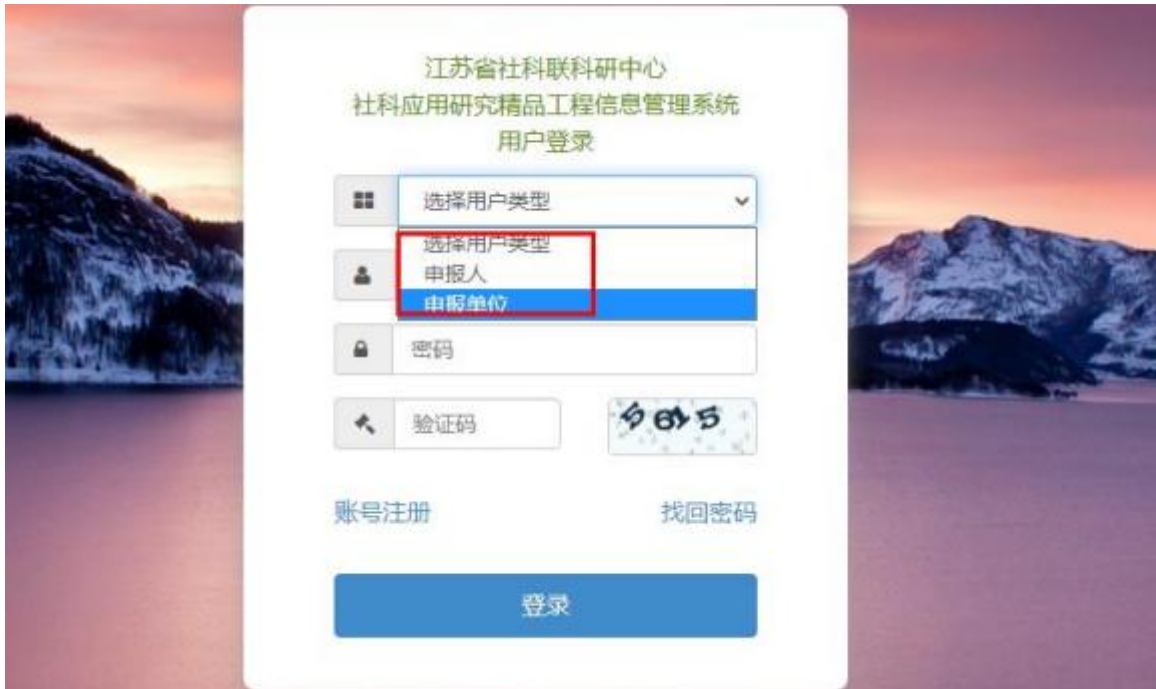 江苏省社科联科研中心
社科应用研究精品工程信息管理系统
用户登录
选择用户类型
选择用户类型
申报人
申报单位
密码
验证码
5615
账号注册
找回密码
登录